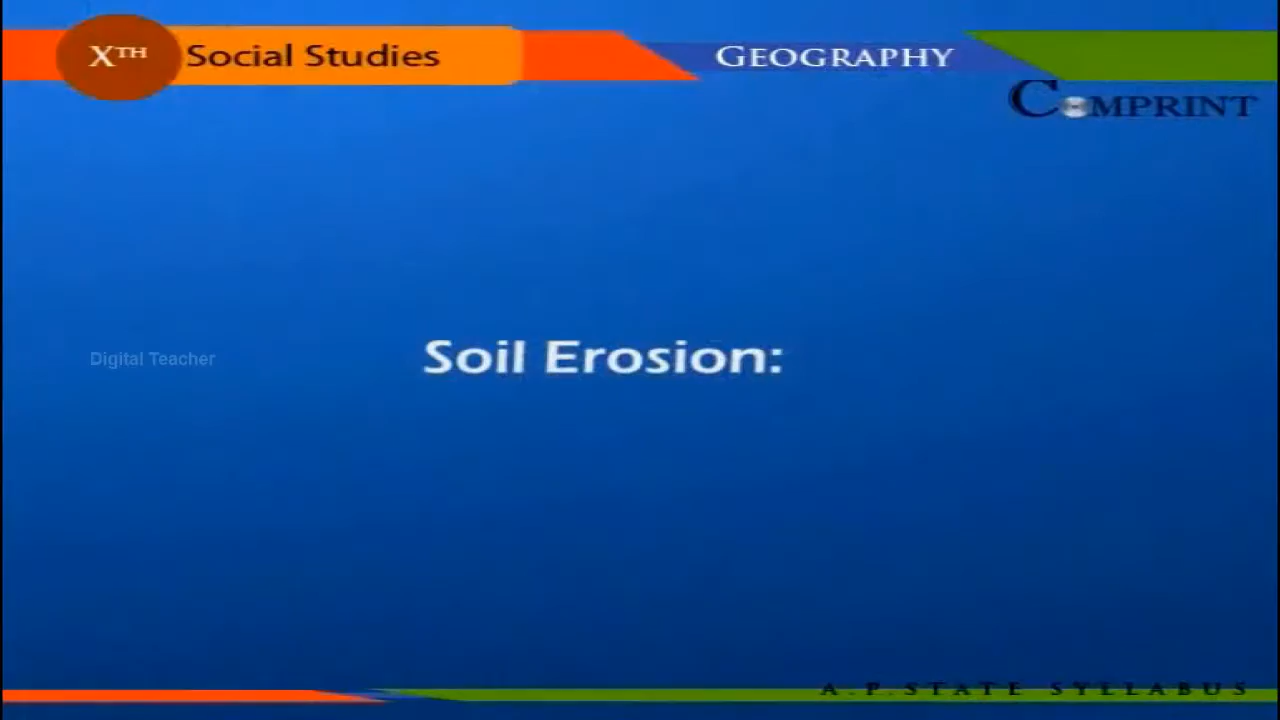 Xᵀᴴ Social Studies
GEOGRAPHY
COMPRINT
Digital Teacher
Soil Erosion:
A.P.STATE SYLLABUS